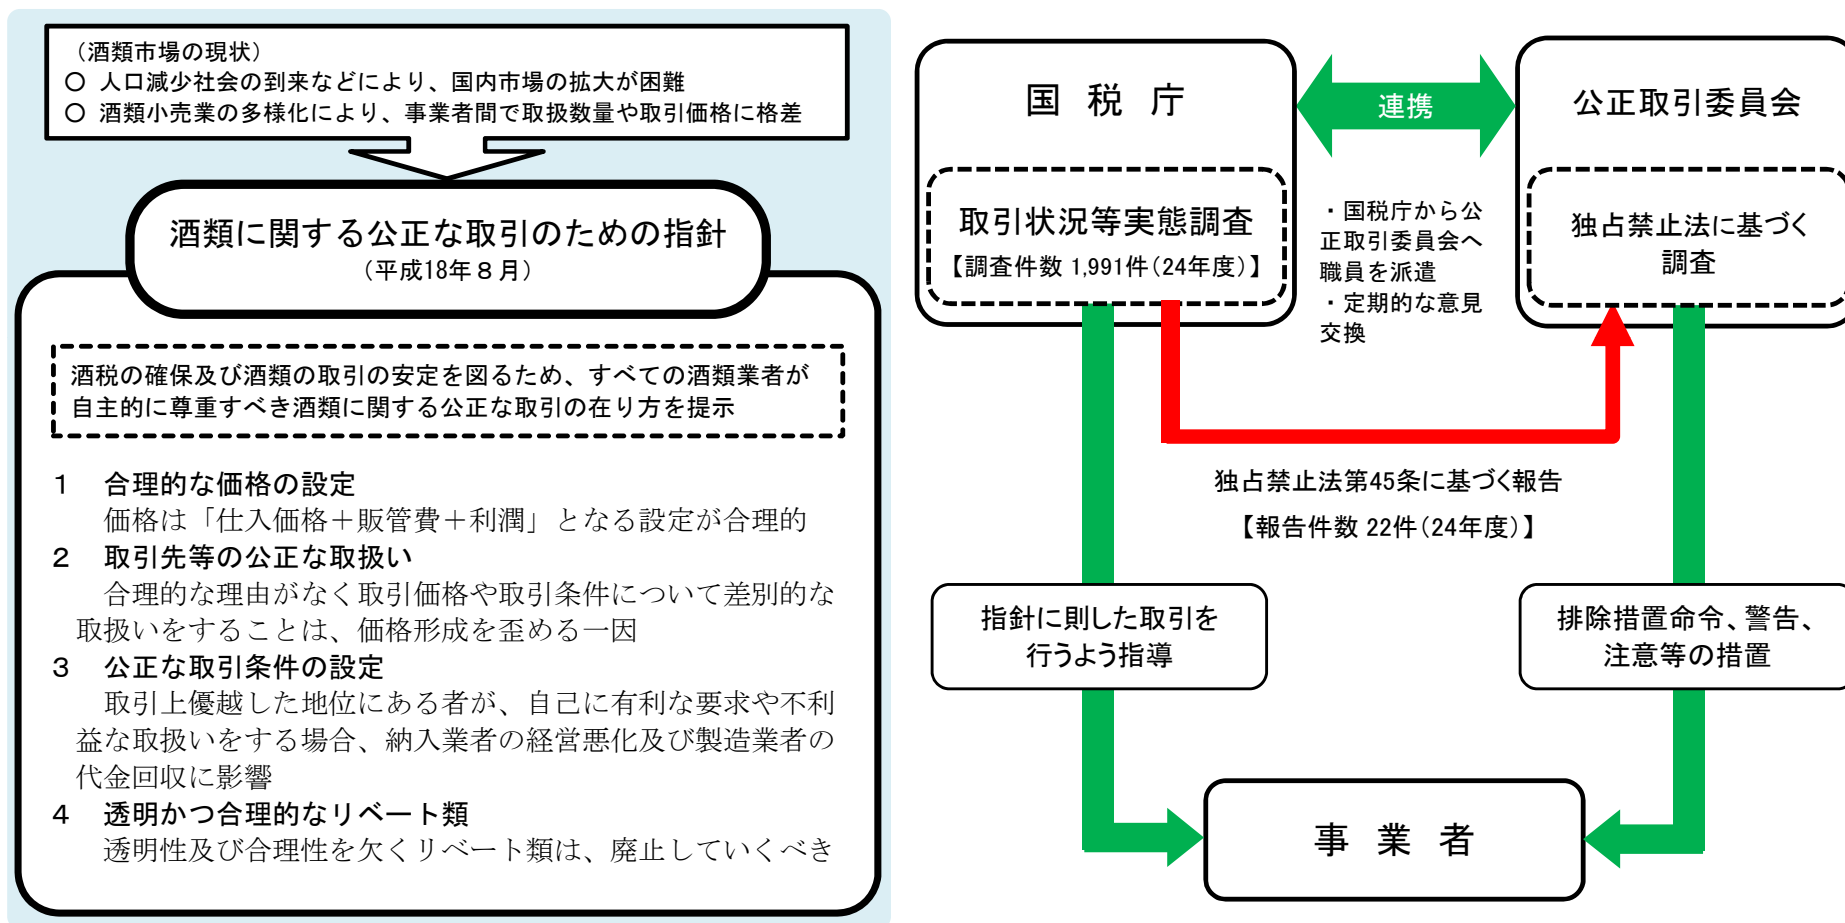 （酒類市場の現状）
○ 人口減少社会の到来などにより、国内市場の拡大が困難
○ 酒類小売業の多様化により、事業者間で取扱数量や取引価格に格差
酒類に関する公正な取引のための指針
（平成18年８月）
酒税の確保及び酒類の取引の安定を図るため、すべての酒類業者が
自主的に尊重すべき酒類に関する公正な取引の在り方を提示
１ 合理的な価格の設定
価格は「仕入価格＋販管費＋利潤」となる設定が合理的
２ 取引先等の公正な取扱い
合理的な理由がなく取引価格や取引条件について差別的な
取扱いをすることは、価格形成を歪める一因
３ 公正な取引条件の設定
取引上優越した地位にある者が、自己に有利な要求や不利
益な取扱いをする場合、納入業者の経営悪化及び製造業者の
代金回収に影響
４ 透明かつ合理的なリベート類
透明性及び合理性を欠くリベート類は、廃止していくべき
国 税 庁
連携
公正取引委員会
取引状況等実態調査
【調査件数 1,991件（24年度）】
・国税庁から公
正取引委員会へ
職員を派遣
・定期的な意見
交換
独占禁止法に基づく
調査
独占禁止法第45条に基づく報告
【報告件数 22件（24年度）】
指針に則した取引を
行うよう指導
排除措置命令、警告、
注意等の措置
事 業 者